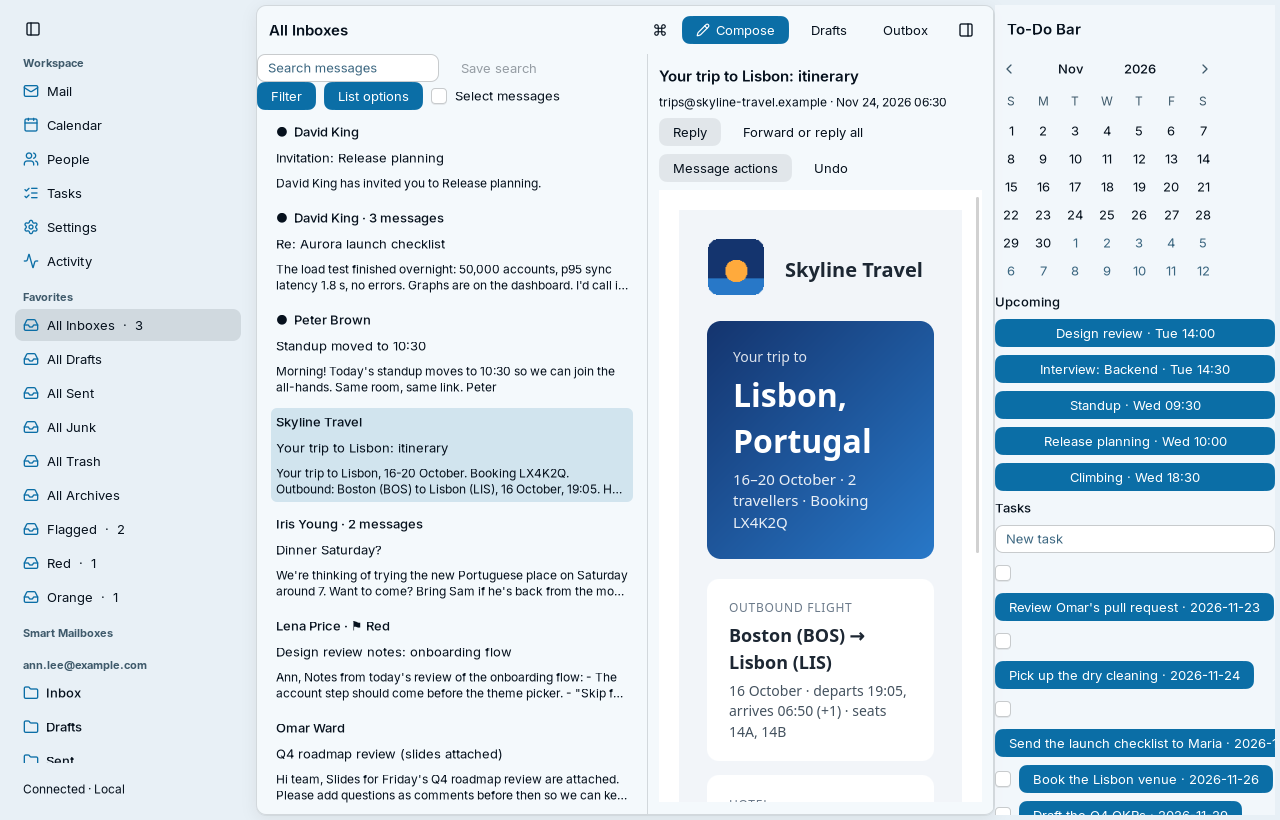 Workspace
Mail
Calendar
People
Tasks
Settings
Activity
Favorites
All Inboxes · 3
All Drafts
All Sent
All Junk
All Trash
All Archives
Flagged · 2
Red · 1
Orange · 1
Smart Mailboxes
ann.lee@example.com
Inbox
Drafts
Sent
Connected · Local
All Inboxes
⌘
Compose
Drafts
Outbox
Search messages
Save search
Filter
List options
Select messages
David King
Invitation: Release planning
David King has invited you to Release planning.
David King · 3 messages
Re: Aurora launch checklist
The load test finished overnight: 50,000 accounts, p95 sync
latency 1.8 s, no errors. Graphs are on the dashboard. I'd call i...
Peter Brown
Standup moved to 10:30
Morning! Today's standup moves to 10:30 so we can join the
all-hands. Same room, same link. Peter
Skyline Travel
Your trip to Lisbon: itinerary
Your trip to Lisbon, 16-20 October. Booking LX4K2Q.
Outbound: Boston (BOS) to Lisbon (LIS), 16 October, 19:05. H...
Iris Young · 2 messages
Dinner Saturday?
We're thinking of trying the new Portuguese place on Saturday
around 7. Want to come? Bring Sam if he's back from the mo...
Lena Price · ⚑ Red
Design review notes: onboarding flow
Ann, Notes from today's review of the onboarding flow: - The
account step should come before the theme picker. - "Skip f...
Omar Ward
Q4 roadmap review (slides attached)
Hi team, Slides for Friday's Q4 roadmap review are attached.
Please add questions as comments before then so we can ke...
Your trip to Lisbon: itinerary
trips@skyline-travel.example · Nov 24, 2026 06:30
Reply
Forward or reply all
Message actions
Undo
Skyline Travel
Your trip to
Lisbon,
Portugal
16–20 October · 2
travellers · Booking
LX4K2Q
OUTBOUND FLIGHT
Boston (BOS) →
Lisbon (LIS)
16 October · departs 19:05,
arrives 06:50 (+1) · seats
14A, 14B
HOTEL
To-Do Bar
Nov 2026
S M T W T F S
1 2 3 4 5 6 7
8 9 10 11 12 13 14
15 16 17 18 19 20 21
22 23 24 25 26 27 28
29 30 1 2 3 4 5
6 7 8 9 10 11 12
Upcoming
Design review · Tue 14:00
Interview: Backend · Tue 14:30
Standup · Wed 09:30
Release planning · Wed 10:00
Climbing · Wed 18:30
Tasks
New task
Review Omar's pull request · 2026-11-23
Pick up the dry cleaning · 2026-11-24
Send the launch checklist to Maria · 2026-1
Book the Lisbon venue · 2026-11-26
Draft the Q4 OKRs · 2026-11-29